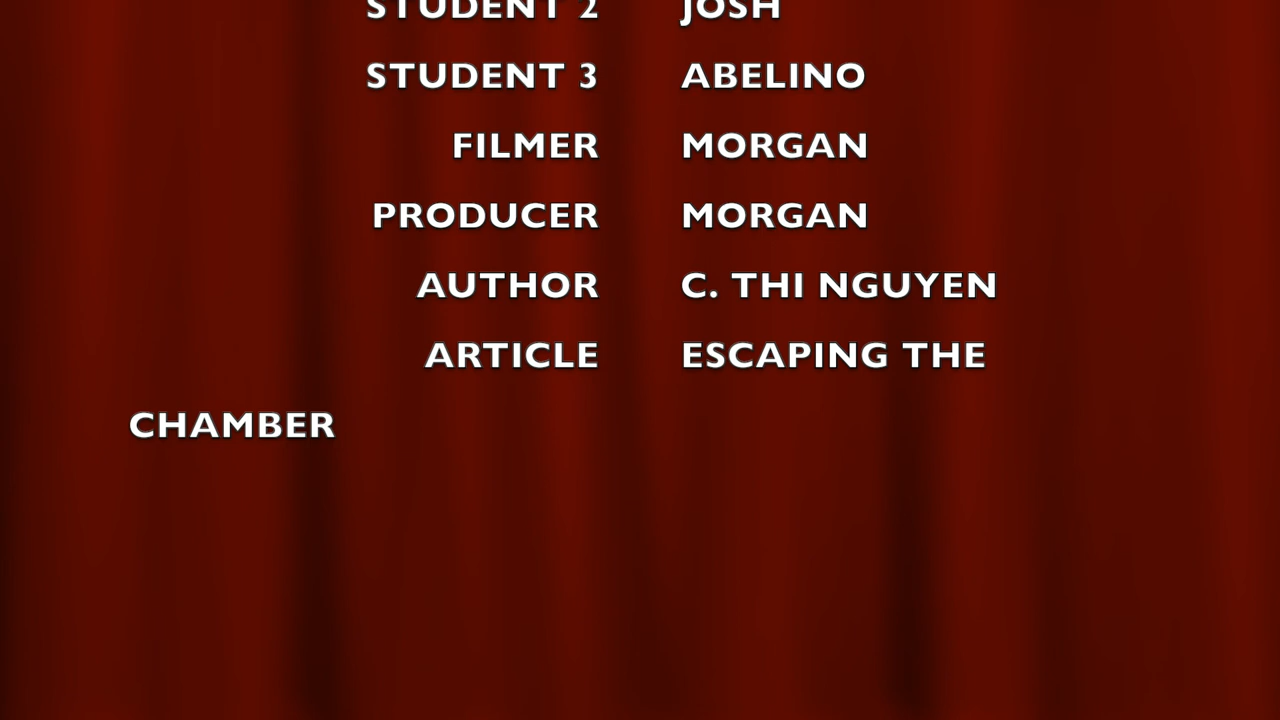 STUDENT 2 JOSH
STUDENT 3 ABELINO
FILMER MORGAN
PRODUCER MORGAN
AUTHOR C. THI NGUYEN
ARTICLE ESCAPING THE
CHAMBER